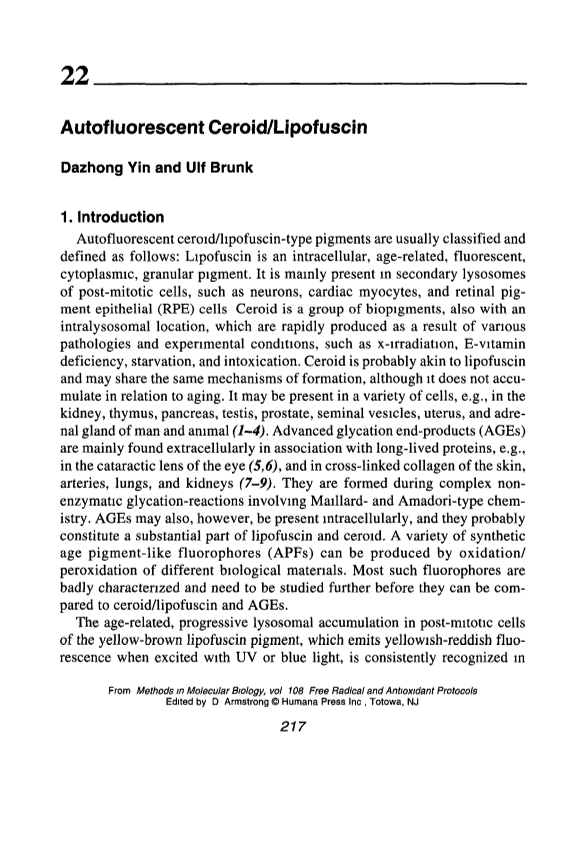 22
Autofluorescent Ceroid/Lipofuscin
Dazhong Yin and Ulf Brunk
1. Introduction
Autofluorescent ceroid/lipofuscin-type pigments are usually classified and
defined as follows: Lipofuscin is an intracellular, age-related, fluorescent,
cytoplasmic, granular pigment. It is mainly present in secondary lysosomes
of post-mitotic cells, such as neurons, cardiac myocytes, and retinal pig-
ment epithelial (RPE) cells Ceroid is a group of biopigments, also with an
intralysosomal location, which are rapidly produced as a result of various
pathologies and experimental conditions, such as x-irradiation, E-vitamin
deficiency, starvation, and intoxication. Ceroid is probably akin to lipofuscin
and may share the same mechanisms of formation, although it does not accu-
mulate in relation to aging. It may be present in a variety of cells, e.g., in the
kidney, thymus, pancreas, testis, prostate, seminal vesicles, uterus, and adre-
nal gland of man and animal (1–4). Advanced glycation end-products (AGEs)
are mainly found extracellularly in association with long-lived proteins, e.g.,
in the cataractic lens of the eye (5,6), and in cross-linked collagen of the skin,
arteries, lungs, and kidneys (7–9). They are formed during complex non-
enzymatic glycation-reactions involving Maillard- and Amadori-type chem-
istry. AGEs may also, however, be present intracellularly, and they probably
constitute a substantial part of lipofuscin and ceroid. A variety of synthetic
age pigment-like fluorophores (APFs) can be produced by oxidation/
peroxidation of different biological materials. Most such fluorophores are
badly characterized and need to be studied further before they can be com-
pared to ceroid/lipofuscin and AGEs.
The age-related, progressive lysosomal accumulation in post-mitotic cells
of the yellow-brown lipofuscin pigment, which emits yellowish-reddish fluo-
rescence when excited with UV or blue light, is consistently recognized in
From Methods in Molecular Biology, vol 108 Free Radical and Antioxidant Protocols
Edited by D Armstrong © Humana Press Inc , Totowa, NJ
217